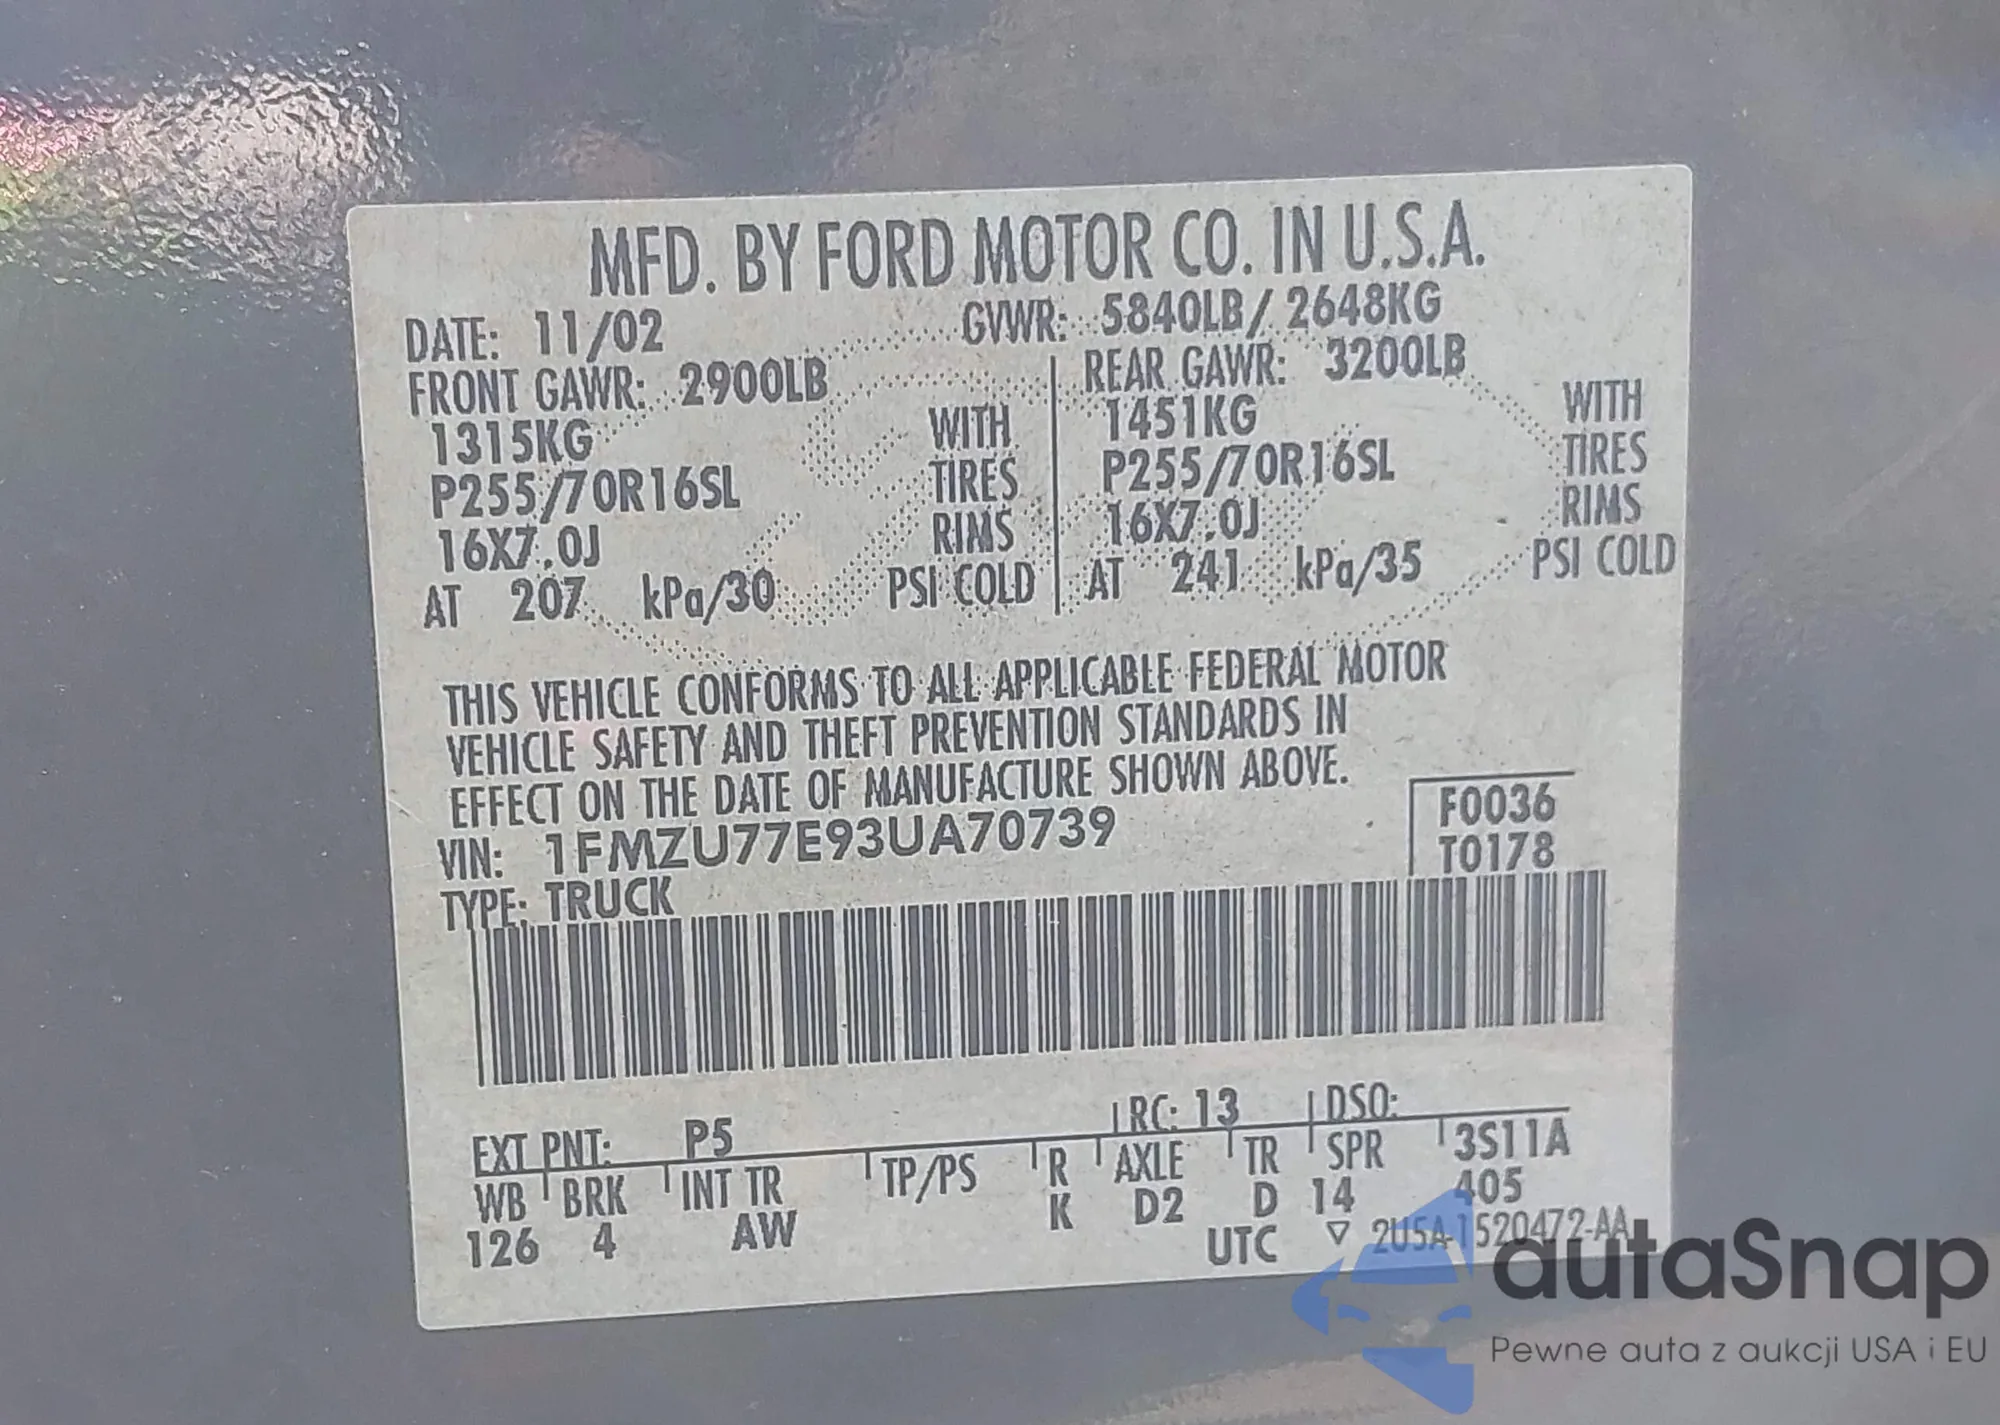 MFD. BY FORD MOTOR CO. IN U.S.A.
DATE: 11/02 GVWR: 5840LB/ 2648KG
FRONT GAWR: 2900LB REAR GAWR: 3200LB
1315KG WITH 1451KG WITH
P255/70R16SL TIRES P255/70R16SL TIRES
16X7.0J RIMS 16X7.0J RIMS
AT 207 kPa/30 PSI COLD AT 241 kPa/35 PSI COLD
THIS VEHICLE CONFORMS TO ALL APPLICABLE FEDERAL MOTOR
VEHICLE SAFETY AND THEFT PREVENTION STANDARDS IN
EFFECT ON THE DATE OF MANUFACTURE SHOWN ABOVE.
VIN: 1FMZU77E93UA70739 F0036
TYPE: TRUCK T0178
EXT PNT: P5 RC: 13 DSO:
WB BRK INT TR TP/PS R AXLE TR SPR 3S11A
126 4 AW K D2 D 14 405
UTC ▽ 2U5A-1520472-AA
autaSnap
Pewne auta z aukcji USA i EU